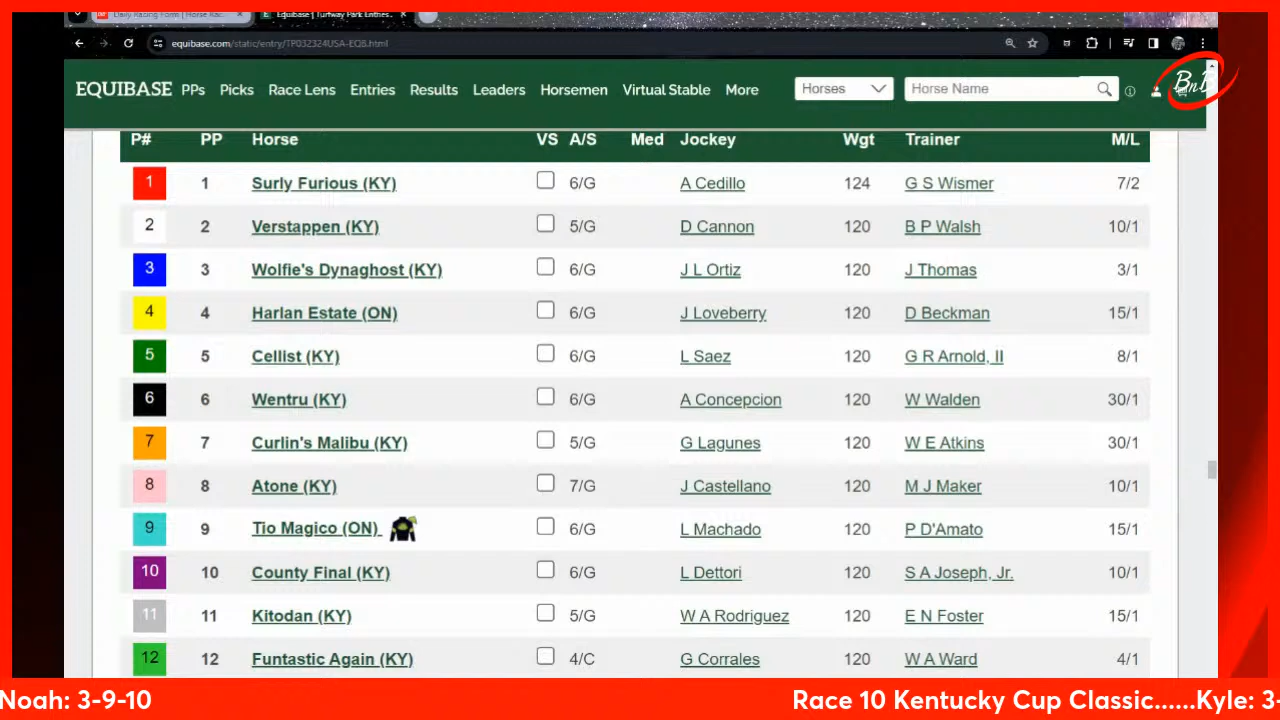 Daily Racing Form | Horse Rac Equibase | Turfway Park Entries
equibase.com/static/entry/TP032324USA-EQB.html
EQUIBASE PPs Picks Race Lens Entries Results Leaders Horsemen Virtual Stable More Horses Horse Name BnB
P# PP Horse VS A/S Med Jockey Wgt Trainer M/L
1 1 Surly Furious (KY) 6/G A Cedillo 124 G S Wismer 7/2
2 2 Verstappen (KY) 5/G D Cannon 120 B P Walsh 10/1
3 3 Wolfie's Dynaghost (KY) 6/G J L Ortiz 120 J Thomas 3/1
4 4 Harlan Estate (ON) 6/G J Loveberry 120 D Beckman 15/1
5 5 Cellist (KY) 6/G L Saez 120 G R Arnold, II 8/1
6 6 Wentru (KY) 6/G A Concepcion 120 W Walden 30/1
7 7 Curlin's Malibu (KY) 5/G G Lagunes 120 W E Atkins 30/1
8 8 Atone (KY) 7/G J Castellano 120 M J Maker 10/1
9 9 Tio Magico (ON) 6/G L Machado 120 P D'Amato 15/1
10 10 County Final (KY) 6/G L Dettori 120 S A Joseph, Jr. 10/1
11 11 Kitodan (KY) 5/G W A Rodriguez 120 E N Foster 15/1
12 12 Funtastic Again (KY) 4/C G Corrales 120 W A Ward 4/1
Noah: 3-9-10 Race 10 Kentucky Cup Classic......Kyle: 3-